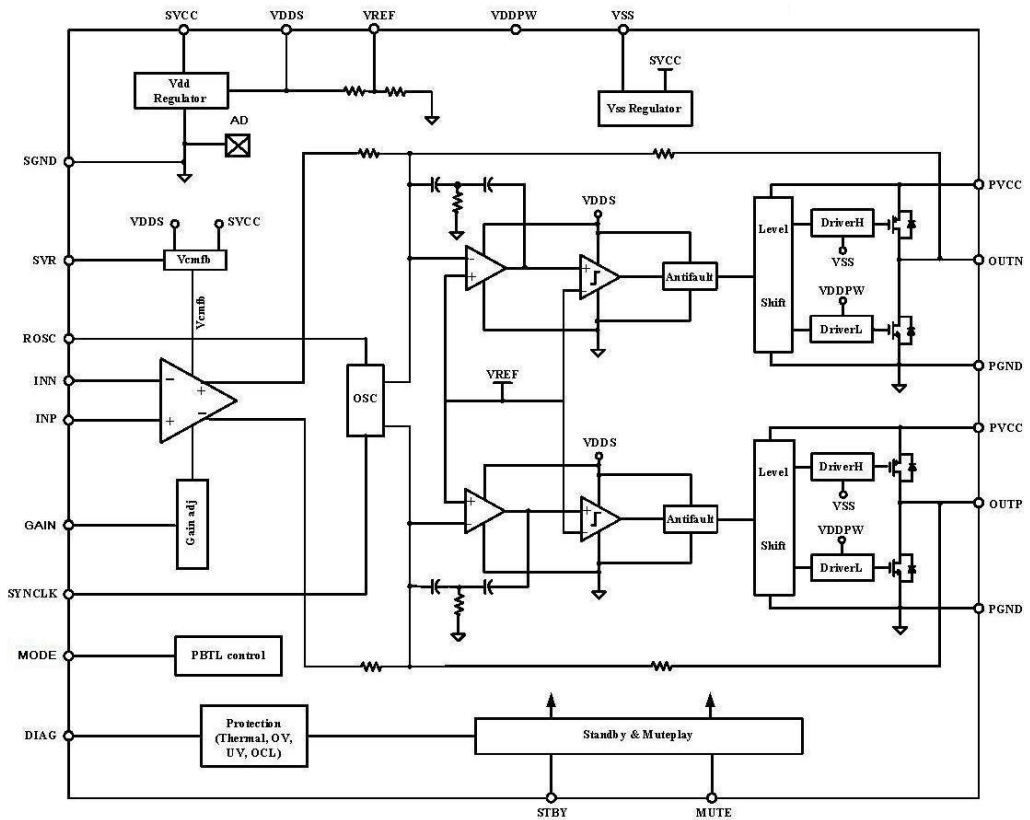 SVCC VDDS VREF VDDPW VSS
SVCC
Vdd
Regulator
Vss Regulator
AD
SGND
PVCC
VDDS SVCC
VDDS
Level
DriverH
SVR
Vcmfb
VSS
OUTN
Antifault
Vcmfb
Shift
VDDPW
DriverL
ROSC
VREF
PGND
INN
OSC
INP
PVCC
VDDS
Level
DriverH
VSS
Gain adj
OUTP
GAIN
Antifault
VDDPW
Shift
DriverL
SYNCLK
PGND
MODE
PBTL control
DIAG
Protection
(Thermal, OV,
UV, OCL)
Standby & Muteplay
STBY MUTE